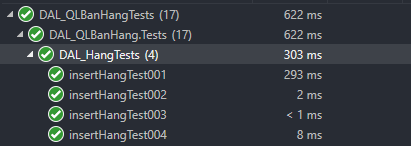 DAL_QLBanHangTests (17) 622 ms
DAL_QLBanHang.Tests (17) 622 ms
DAL_HangTests (4) 303 ms
insertHangTest001 293 ms
insertHangTest002 2 ms
insertHangTest003 < 1 ms
insertHangTest004 8 ms